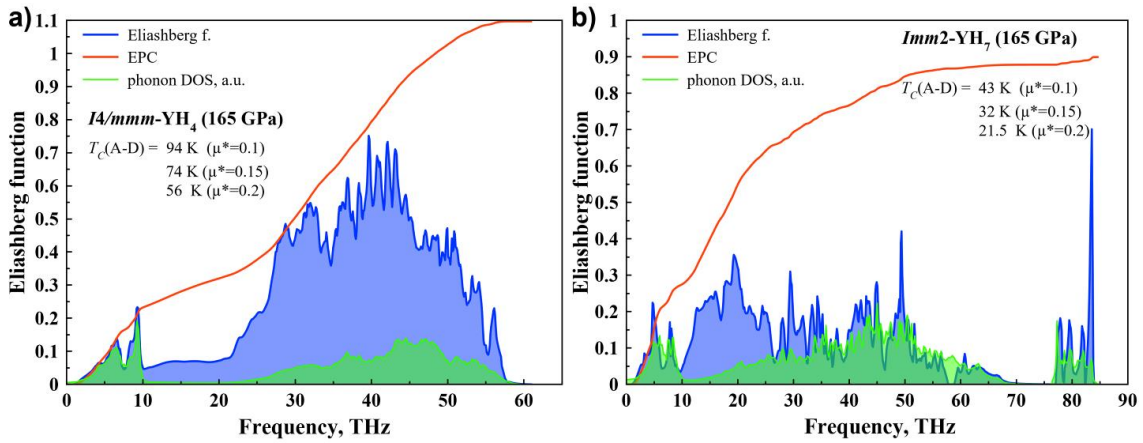 a)
Eliashberg f.
EPC
phonon DOS, a.u.
I4/mmm-YH4 (165 GPa)
TC(A-D) = 94 K (μ*=0.1)
74 K (μ*=0.15)
56 K (μ*=0.2)
Eliashberg function
1.1
1
0.9
0.8
0.7
0.6
0.5
0.4
0.3
0.2
0.1
0
0 10 20 30 40 50 60
Frequency, THz
b)
Eliashberg f.
EPC
phonon DOS, a.u.
Imm2-YH7 (165 GPa)
TC(A-D) = 43 K (μ*=0.1)
32 K (μ*=0.15)
21.5 K (μ*=0.2)
Eliashberg function
1
0.9
0.8
0.7
0.6
0.5
0.4
0.3
0.2
0.1
0
0 10 20 30 40 50 60 70 80 90
Frequency, THz